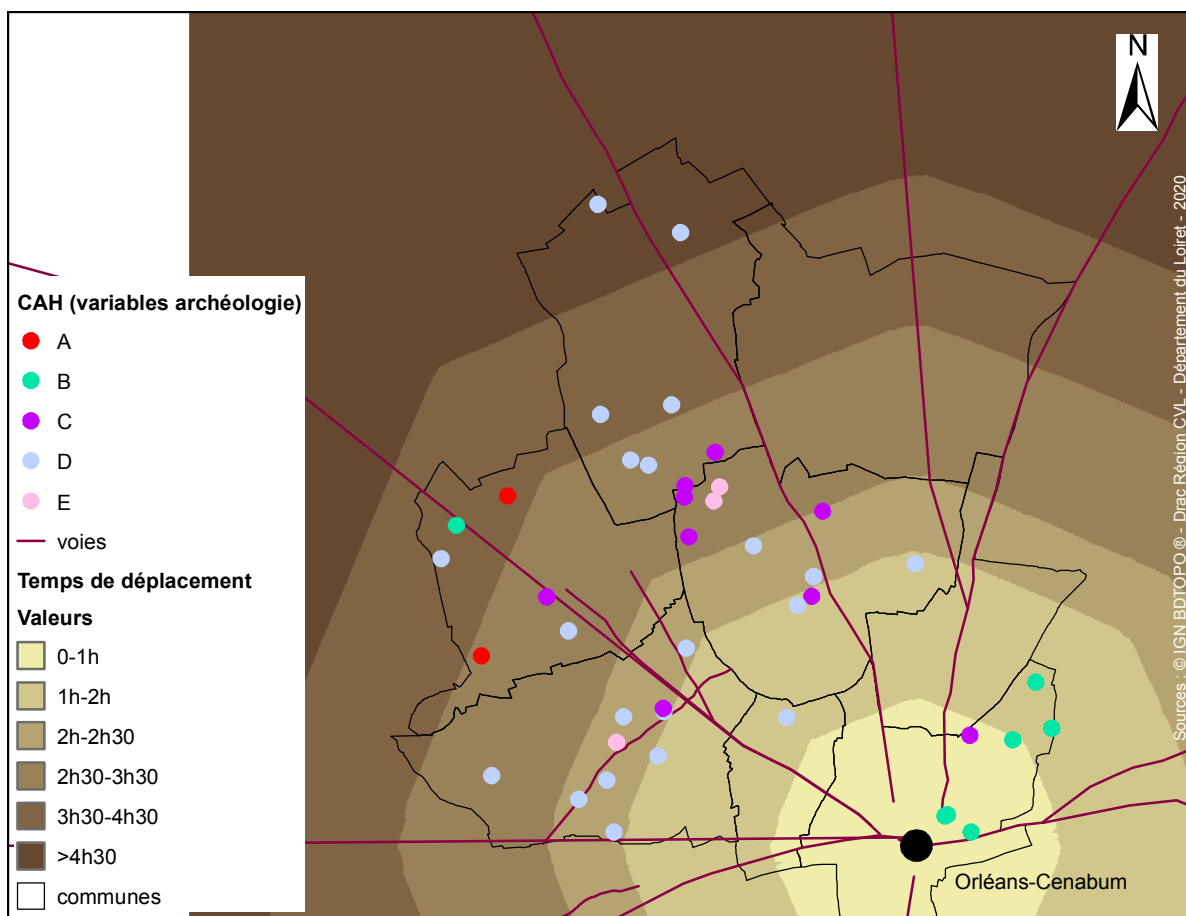 N
CAH (variables archéologie)
A
B
C
D
E
voies
Temps de déplacement
Valeurs
0-1h
1h-2h
2h-2h30
2h30-3h30
3h30-4h30
>4h30
communes
Orléans-Cenabum
Sources : © IGN BDTOPO ® - Drac Région CVL - Département du Loiret - 2020